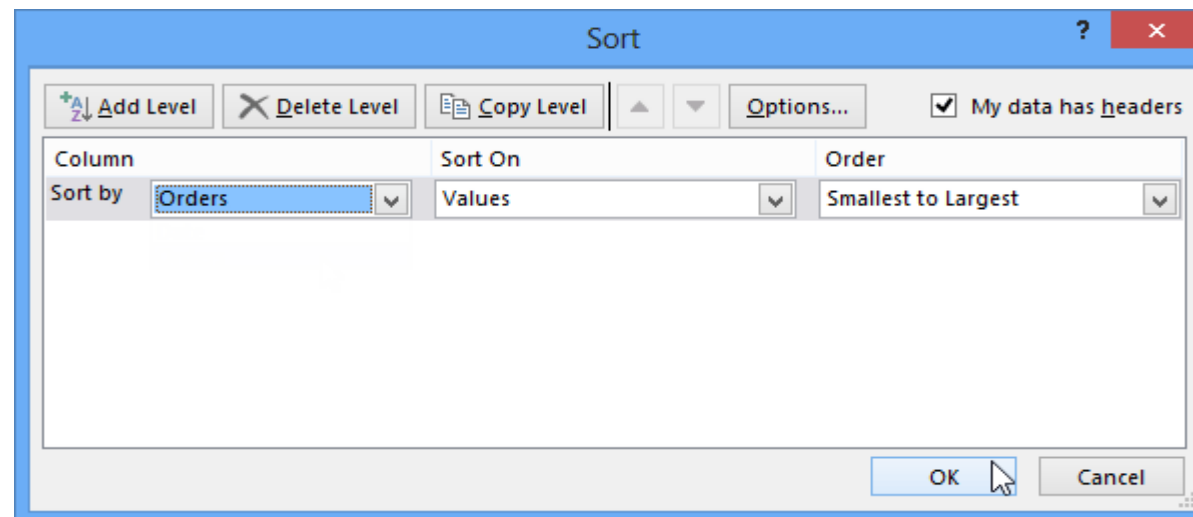 Sort ?
Add Level Delete Level Copy Level Options... My data has headers
Column Sort On Order
Sort by Orders Values Smallest to Largest
OK Cancel